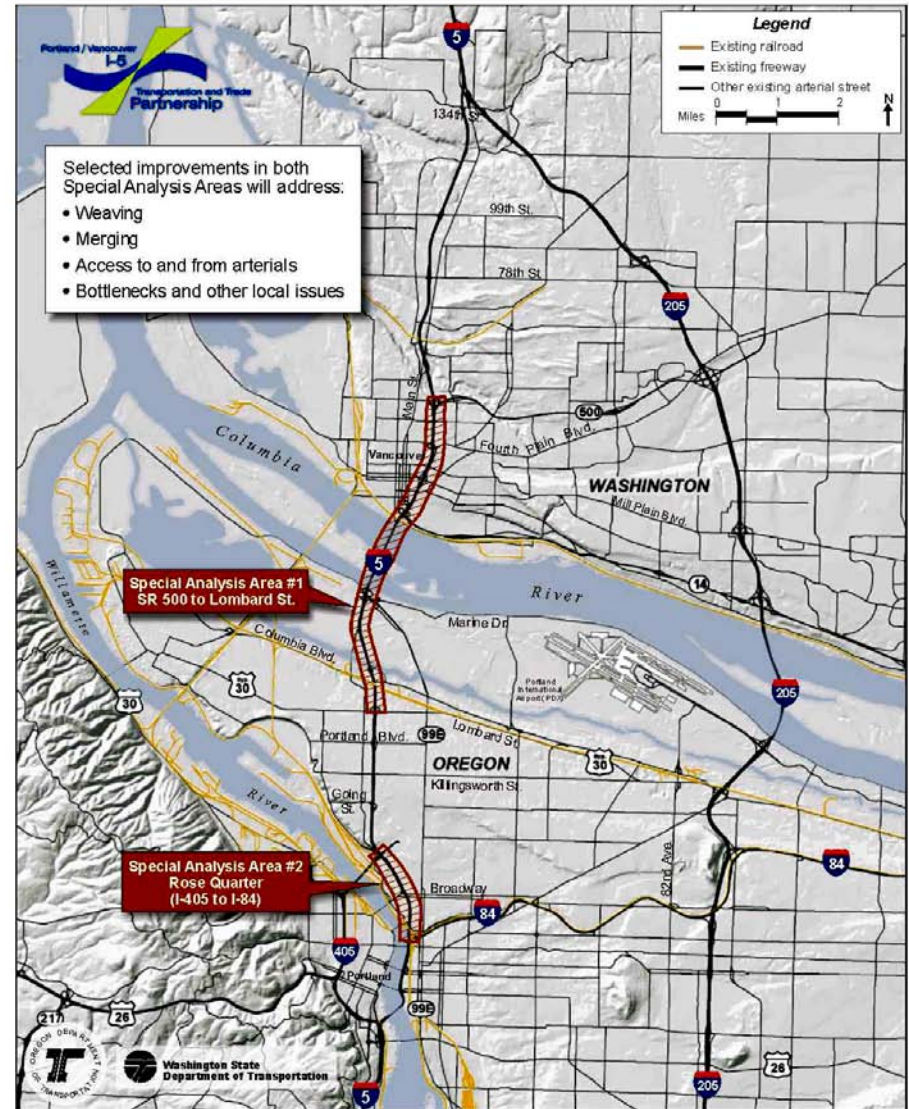 Portland / Vancouver
I-5
Transportation and Trade
Partnership
5
Legend
Existing railroad
Existing freeway
Other existing arterial street
Miles
0
1
2
N
134th St.
Selected improvements in both
Special Analysis Areas will address:
• Weaving
• Merging
• Access to and from arterials
• Bottlenecks and other local issues
99th St.
78th St.
205
Main St.
500
Fourth Plain Blvd.
Columbia
Vancouver
WASHINGTON
Mill Plain Blvd.
5
Special Analysis Area #1
SR 500 to Lombard St.
River
14
Willamette
Marine Dr.
Columbia Blvd.
Portland
International
Airport (PDX)
30
30
205
Portland Blvd.
99E
Lombard St.
30
OREGON
Killingsworth St.
Going
St.
River
82nd Ave.
Special Analysis Area #2
Rose Quarter
(I-405 to I-84)
Broadway
84
84
405
Portland
217
26
99E
OREGON DEPARTMENT
OF TRANSPORTATION
Washington State
Department of Transportation
5
205
26